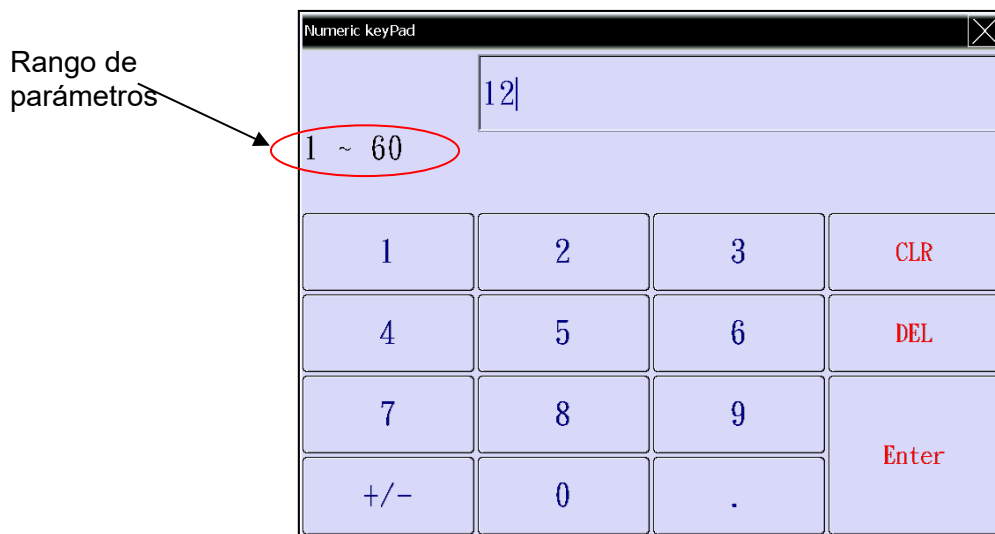 Numeric keyPad
Rango de
parámetros
12
1 ~ 60
1 2 3 CLR
4 5 6 DEL
7 8 9
Enter
+/- 0 .